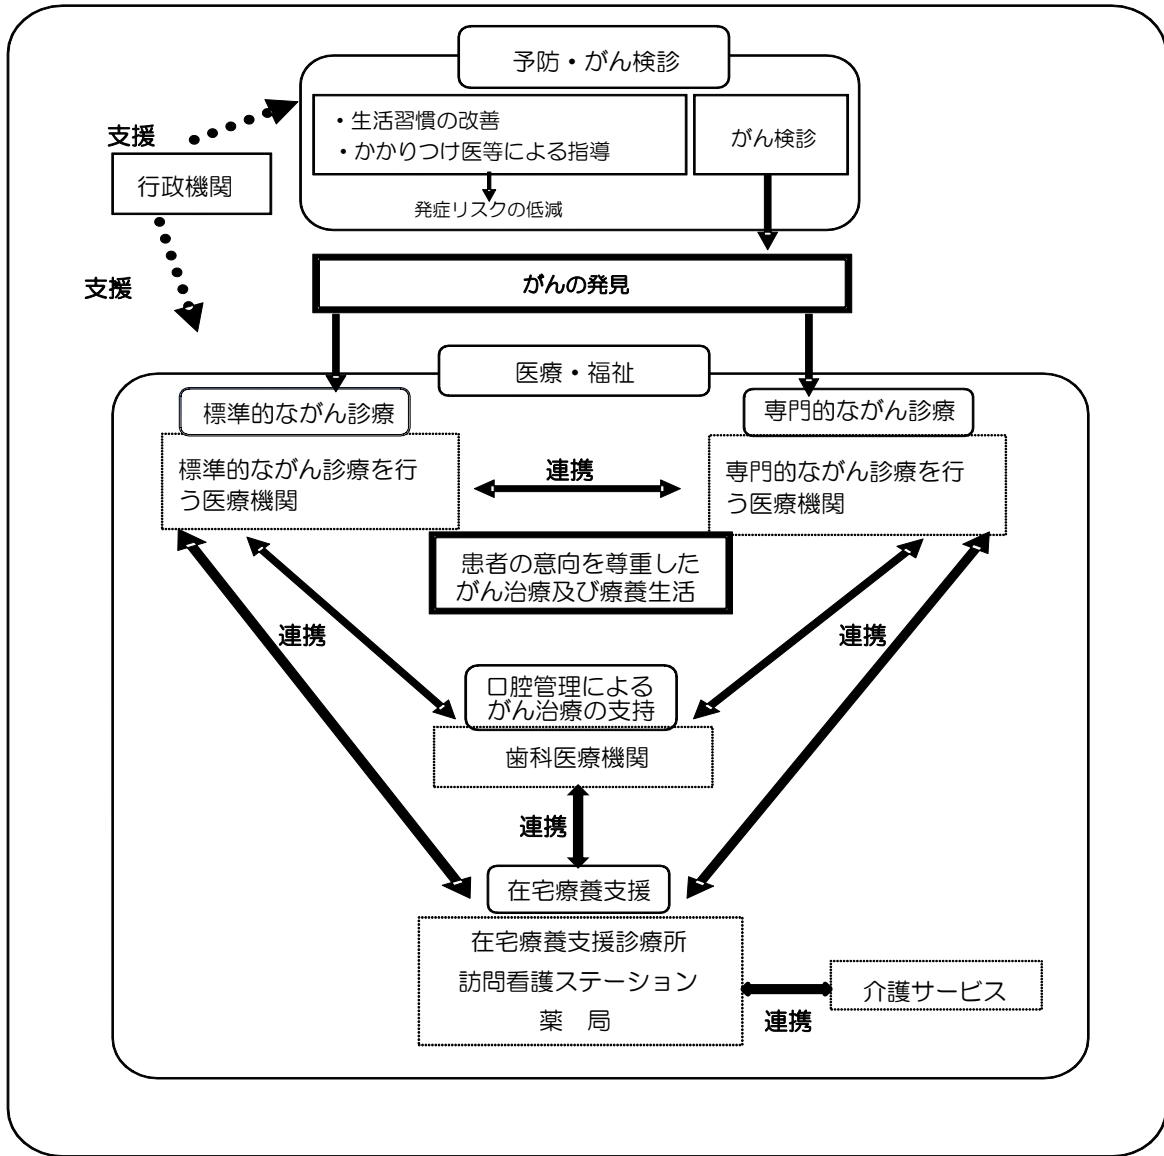 予防・がん検診
・生活習慣の改善
・かかりつけ医等による指導
がん検診
支援
行政機関
発症リスクの低減
支援
がんの発見
医療・福祉
標準的ながん診療
専門的ながん診療
標準的ながん診療を行
う医療機関
連携
専門的ながん診療を行
う医療機関
患者の意向を尊重した
がん治療及び療養生活
連携
連携
口腔管理による
がん治療の支持
歯科医療機関
連携
在宅療養支援
在宅療養支援診療所
訪問看護ステーション
薬　局
介護サービス
連携